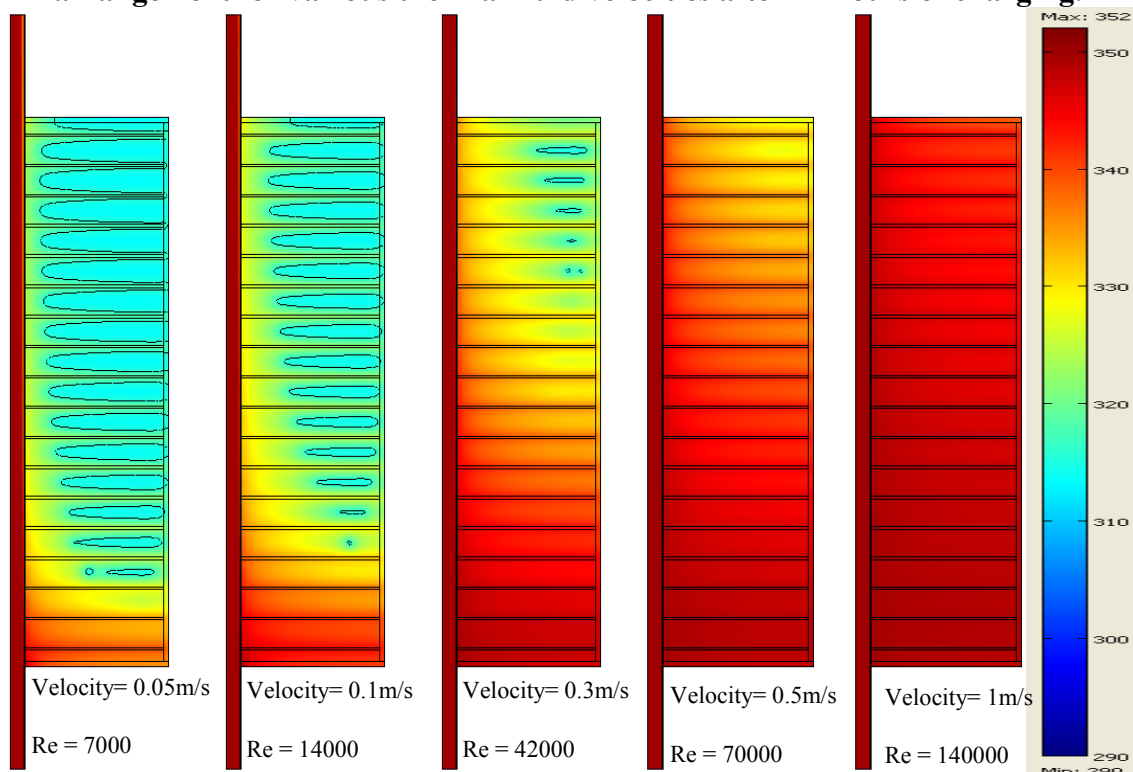 Max: 352
350
340
330
320
310
300
290
Velocity= 0.05m/s
Velocity= 0.1m/s
Velocity= 0.3m/s
Velocity= 0.5m/s
Velocity= 1m/s
Re = 7000
Re = 14000
Re = 42000
Re = 70000
Re = 140000